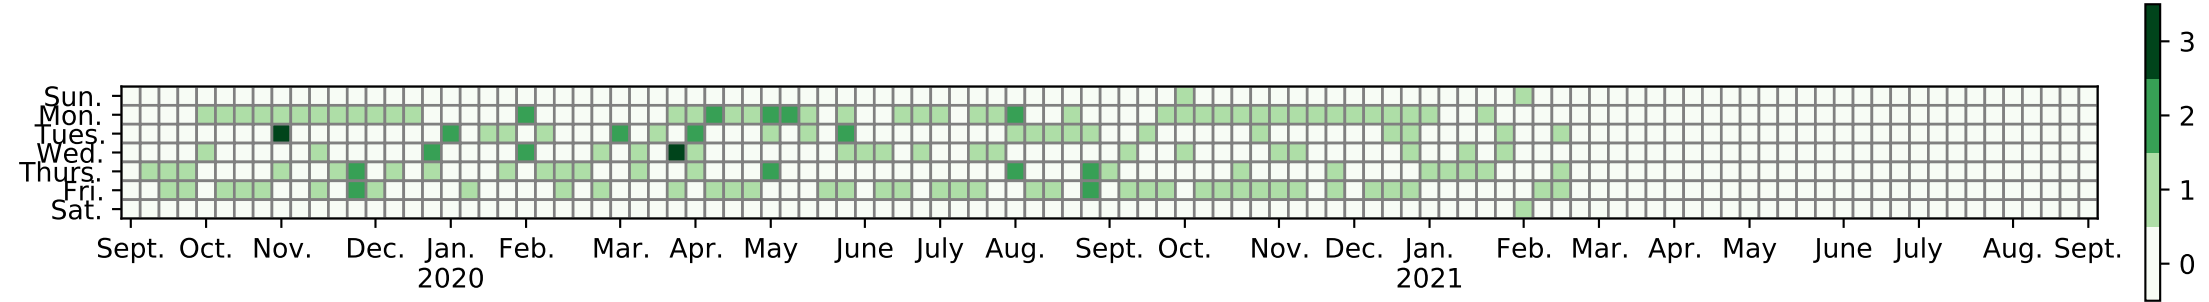 Sun.
Mon.
Tues.
Wed.
Thurs.
Fri.
Sat.
Sept. Oct. Nov. Dec. Jan. Feb. Mar. Apr. May June July Aug. Sept. Oct. Nov. Dec. Jan. Feb. Mar. Apr. May June July Aug. Sept.
2020 2021
3
2
1
0